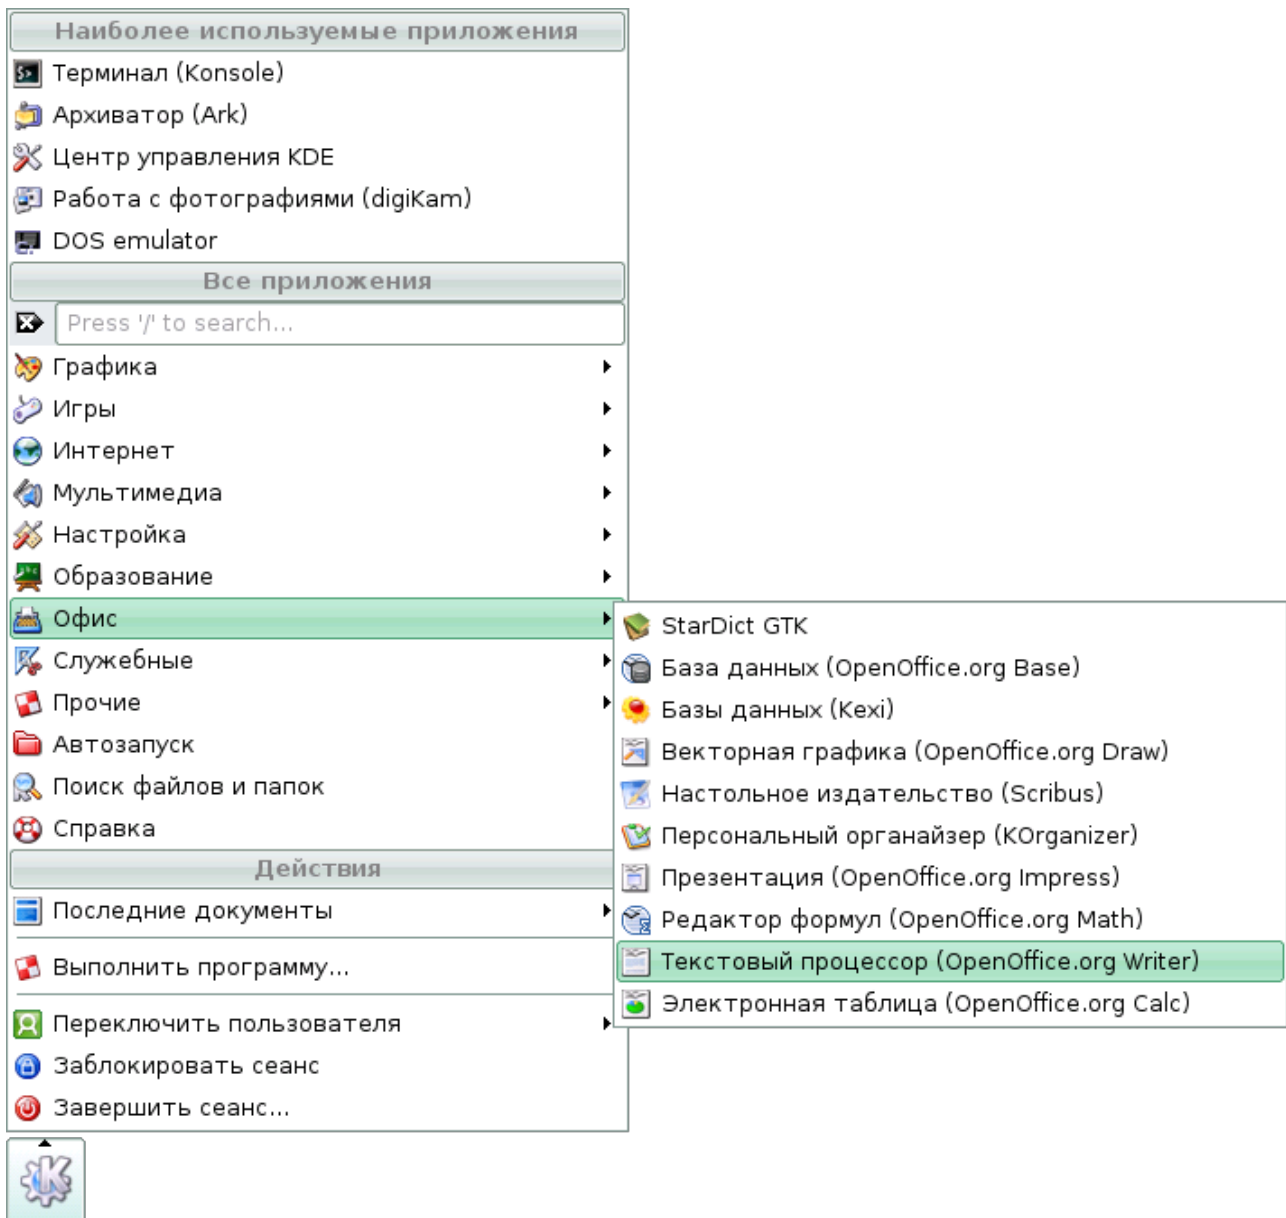 Наиболее используемые приложения
Терминал (Konsole)
Архиватор (Ark)
Центр управления KDE
Работа с фотографиями (digiKam)
DOS emulator
Все приложения
Press '/' to search...
Графика
Игры
Интернет
Мультимедиа
Настройка
Образование
Офис
Служебные
Прочие
Автозапуск
Поиск файлов и папок
Справка
Действия
Последние документы
Выполнить программу...
Переключить пользователя
Заблокировать сеанс
Завершить сеанс...
StarDict GTK
База данных (OpenOffice.org Base)
Базы данных (Kexi)
Векторная графика (OpenOffice.org Draw)
Настольное издательство (Scribus)
Персональный органайзер (KOrganizer)
Презентация (OpenOffice.org Impress)
Редактор формул (OpenOffice.org Math)
Текстовый процессор (OpenOffice.org Writer)
Электронная таблица (OpenOffice.org Calc)